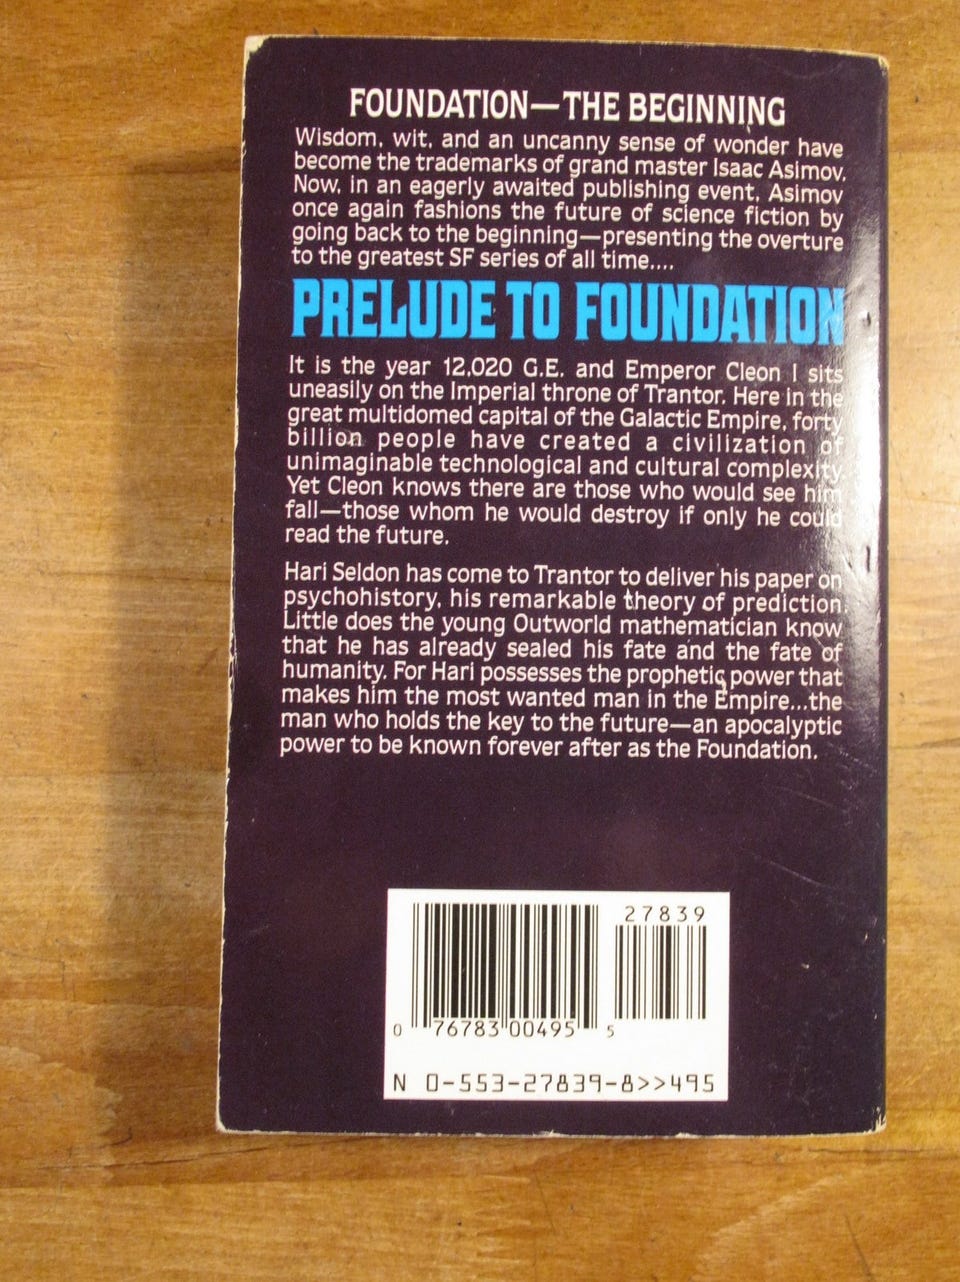 FOUNDATION—THE BEGINNING
Wisdom, wit, and an uncanny sense of wonder have
become the trademarks of grand master Isaac Asimov.
Now, in an eagerly awaited publishing event, Asimov
once again fashions the future of science fiction by
going back to the beginning—presenting the overture
to the greatest SF series of all time....
PRELUDE TO FOUNDATION
It is the year 12,020 G.E. and Emperor Cleon I sits
uneasily on the Imperial throne of Trantor. Here in the
great multidomed capital of the Galactic Empire, forty
billion people have created a civilization of
unimaginable technological and cultural complexity.
Yet Cleon knows there are those who would see him
fall—those whom he would destroy if only he could
read the future.
Hari Seldon has come to Trantor to deliver his paper on
psychohistory, his remarkable theory of prediction.
Little does the young Outworld mathematician know
that he has already sealed his fate and the fate of
humanity. For Hari possesses the prophetic power that
makes him the most wanted man in the Empire...the
man who holds the key to the future—an apocalyptic
power to be known forever after as the Foundation.
27839
0 76783 00495 5
N 0-553-27839-8>>495